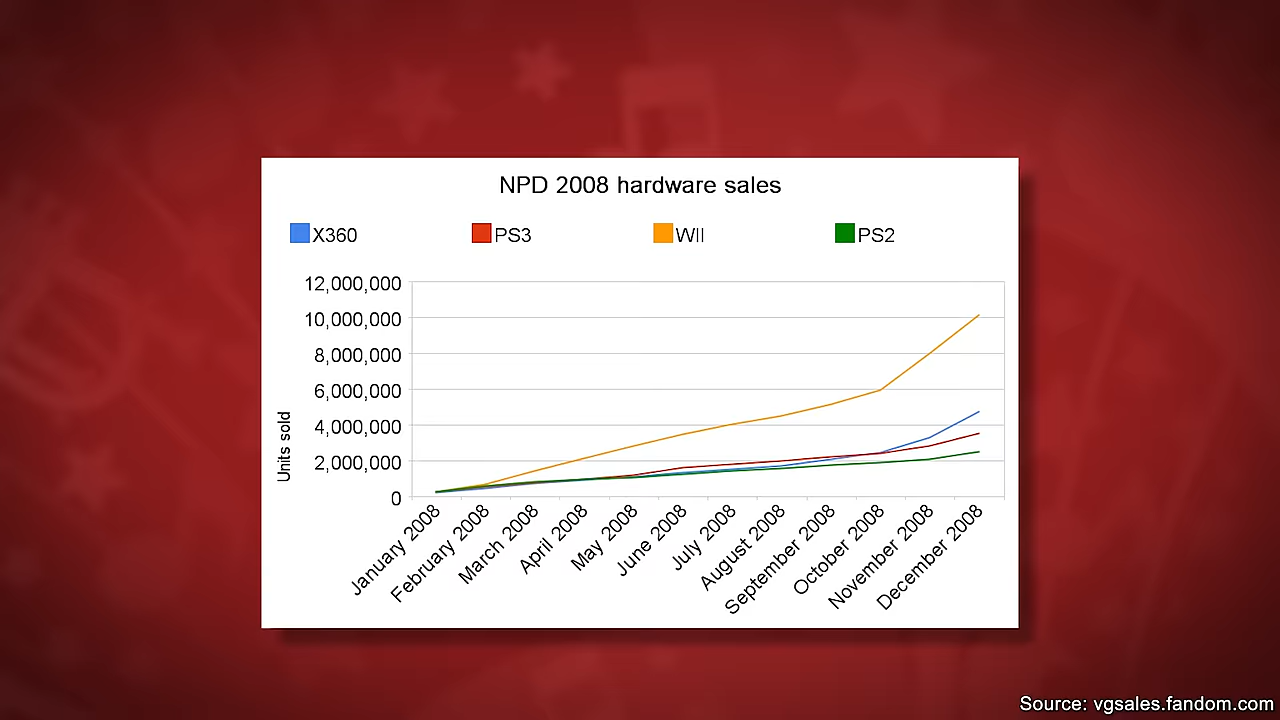 NPD 2008 hardware sales
X360 PS3 WII PS2
12,000,000
10,000,000
8,000,000
6,000,000
4,000,000
2,000,000
0
Units sold
January 2008
February 2008
March 2008
April 2008
May 2008
June 2008
July 2008
August 2008
September 2008
October 2008
November 2008
December 2008
Source: vgsales.fandom.com